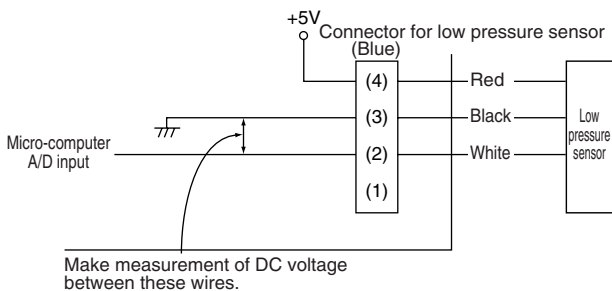 +5V
Connector for low pressure sensor
(Blue)
(4)
Red
(3)
Black
Micro-computer
A/D input
(2)
White
Low
pressure
sensor
(1)
Make measurement of DC voltage
between these wires.